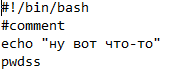 #!/bin/bash
#comment
echo "ну вот что-то"
pwdss